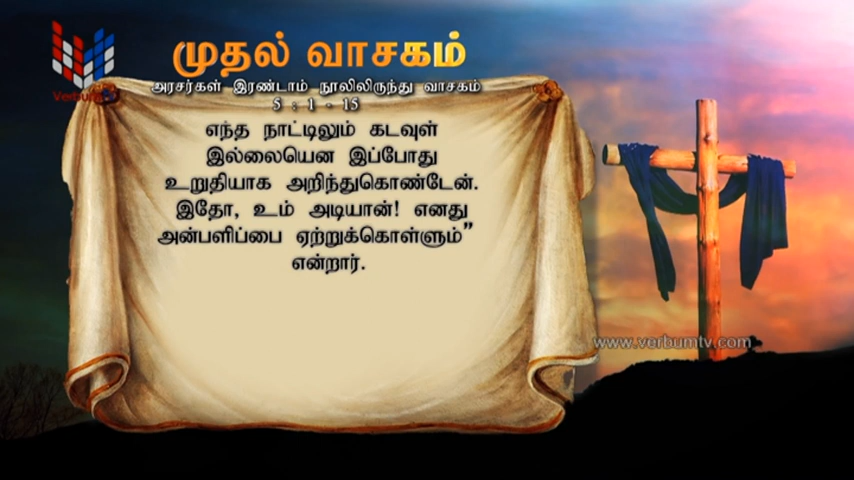 முதல் வாசகம்
அரசர்கள் இரண்டாம் நூலிலிருந்து வாசகம்
5 : 1 - 15
எந்த நாட்டிலும் கடவுள்
இல்லையென இப்போது
உறுதியாக அறிந்துகொண்டேன்.
இதோ, உம் அடியான்! எனது
அன்பளிப்பை ஏற்றுக்கொள்ளும்”
என்றார்.
www.verbumtv.com